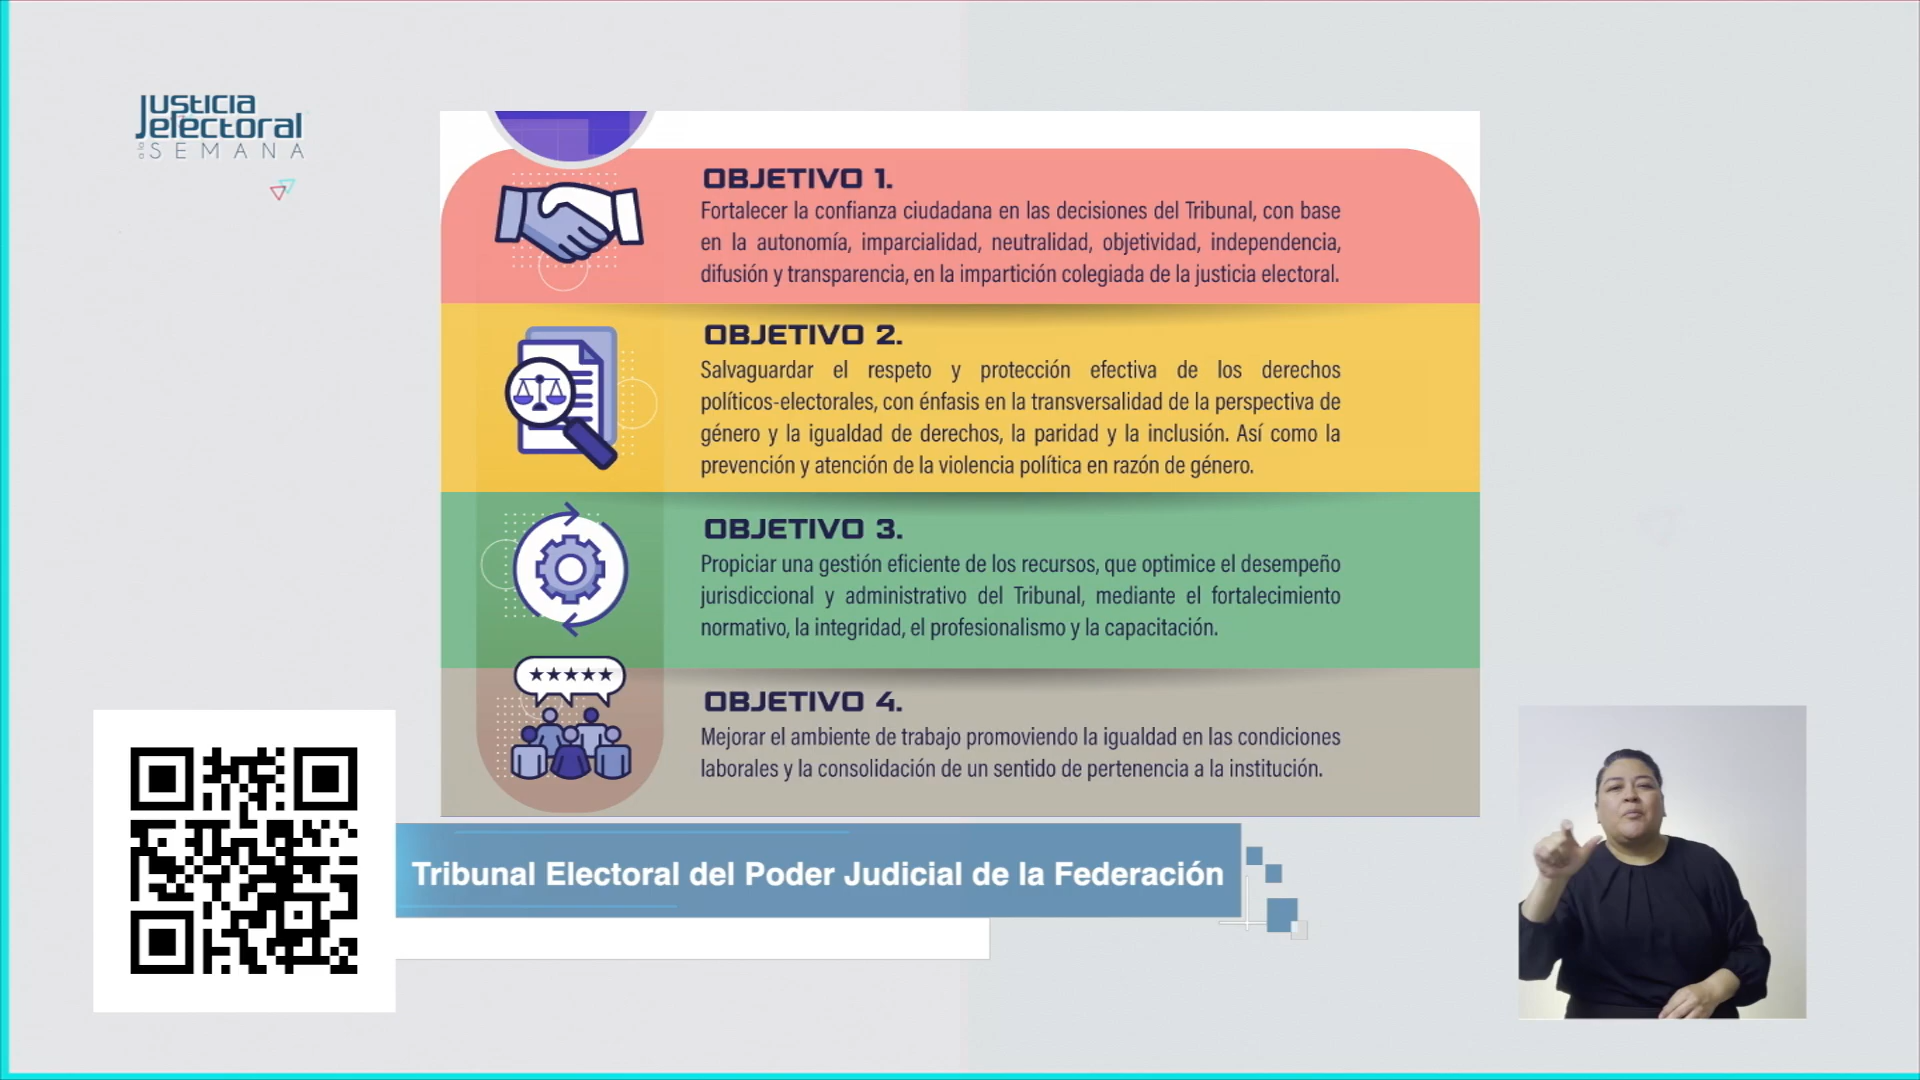 Justicia
electoral
a la SEMANA
OBJETIVO 1.
Fortalecer la confianza ciudadana en las decisiones del Tribunal, con base
en la autonomía, imparcialidad, neutralidad, objetividad, independencia,
difusión y transparencia, en la impartición colegiada de la justicia electoral.
OBJETIVO 2.
Salvaguardar el respeto y protección efectiva de los derechos
políticos-electorales, con énfasis en la transversalidad de la perspectiva de
género y la igualdad de derechos, la paridad y la inclusión. Así como la
prevención y atención de la violencia política en razón de género.
OBJETIVO 3.
Propiciar una gestión eficiente de los recursos, que optimice el desempeño
jurisdiccional y administrativo del Tribunal, mediante el fortalecimiento
normativo, la integridad, el profesionalismo y la capacitación.
OBJETIVO 4.
Mejorar el ambiente de trabajo promoviendo la igualdad en las condiciones
laborales y la consolidación de un sentido de pertenencia a la institución.
Tribunal Electoral del Poder Judicial de la Federación